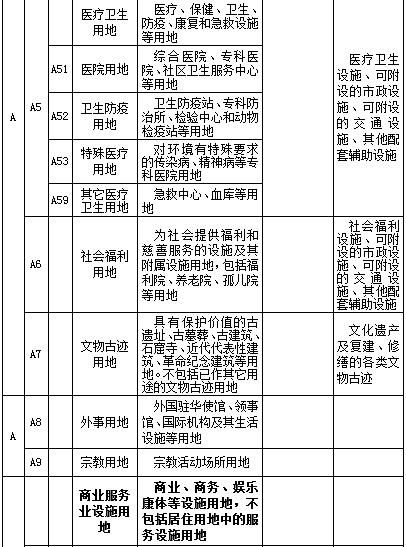 医疗卫生
用地
医疗、保健、卫生、
防疫、康复和急救设施
等用地
A
A5
A51
医院用地
综合医院、专科医
院、社区卫生服务中心
等用地
A52
卫生防疫
用地
卫生防疫站、专科防
治所、检验中心和动物
检疫站等用地
A53
特殊医疗
用地
对环境有特殊要求
的传染病、精神病等专
科医院用地
A59
其它医疗
卫生用地
急救中心、血库等用
地
医疗卫生
设施、可附
设的市政设
施、可附设
的交通设
施、其他配
套辅助设施
A6
社会福利
用地
为社会提供福利和
慈善服务的设施及其
附属设施用地,包括福
利院、养老院、孤儿院
等用地
社会福利
设施、可附
设的市政设
施、可附设
的交通设
施、其他配
套辅助设施
A7
文物古迹
用地
具有保护价值的古
遗址、古墓葬、古建筑、
石窟寺、近代代表性建
筑、革命纪念建筑等用
地。不包括已作其它用
途的文物古迹用地
文化遗产
及复建、修
缮的各类文
物古迹
A
A8
外事用地
外国驻华使馆、领事
馆、国际机构及其生活
设施等用地
A9
宗教用地
宗教活动场所用地
商业服务
业设施用
地
商业、商务、娱乐
康体等设施用地,不
包括居住用地中的服
务设施用地